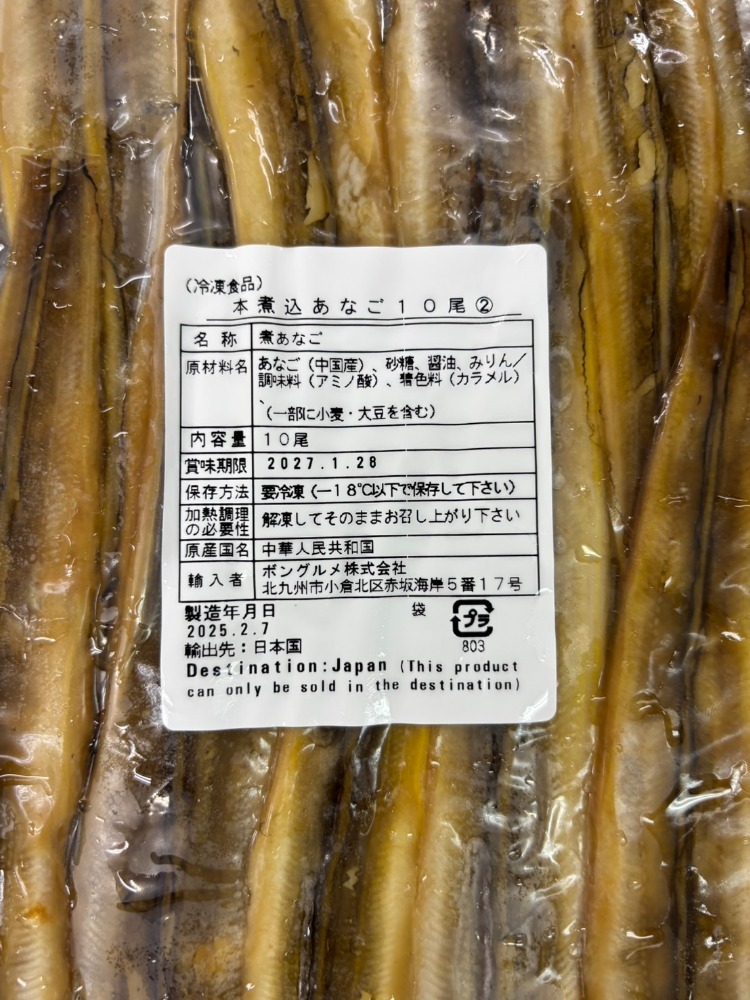 （冷凍食品）
本煮込あなご１０尾②
名称 煮あなご
原材料名 あなご（中国産）、砂糖、醤油、みりん／
調味料（アミノ酸）、着色料（カラメル）
、
（一部に小麦・大豆を含む）
内容量 １０尾
賞味期限 2027.1.28
保存方法 要冷凍（－１８℃以下で保存して下さい）
加熱調理
の必要性 解凍してそのままお召し上がり下さい
原産国名 中華人民共和国
輸入者 ボングルメ株式会社
北九州市小倉北区赤坂海岸５番１７号
製造年月日
2025.2.7
輸出先：日本国
袋 プラ
803
Destination:Japan (This product
can only be sold in the destination)